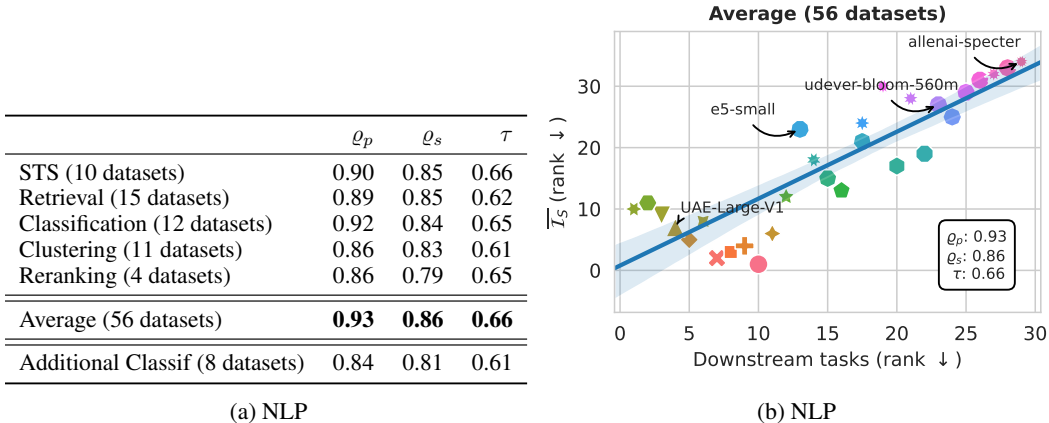 ϱp ϱs τ
STS (10 datasets) 0.90 0.85 0.66
Retrieval (15 datasets) 0.89 0.85 0.62
Classification (12 datasets) 0.92 0.84 0.65
Clustering (11 datasets) 0.86 0.83 0.61
Reranking (4 datasets) 0.86 0.79 0.65
Average (56 datasets) 0.93 0.86 0.66
Additional Classif (8 datasets) 0.84 0.81 0.61
(a) NLP
Average (56 datasets)
allenai-specter
udever-bloom-560m
e5-small
UAE-Large-V1
ϱp: 0.93
ϱs: 0.86
τ: 0.66
30
20
10
0
I̅S (rank ↓)
0 5 10 15 20 25 30
Downstream tasks (rank ↓)
(b) NLP